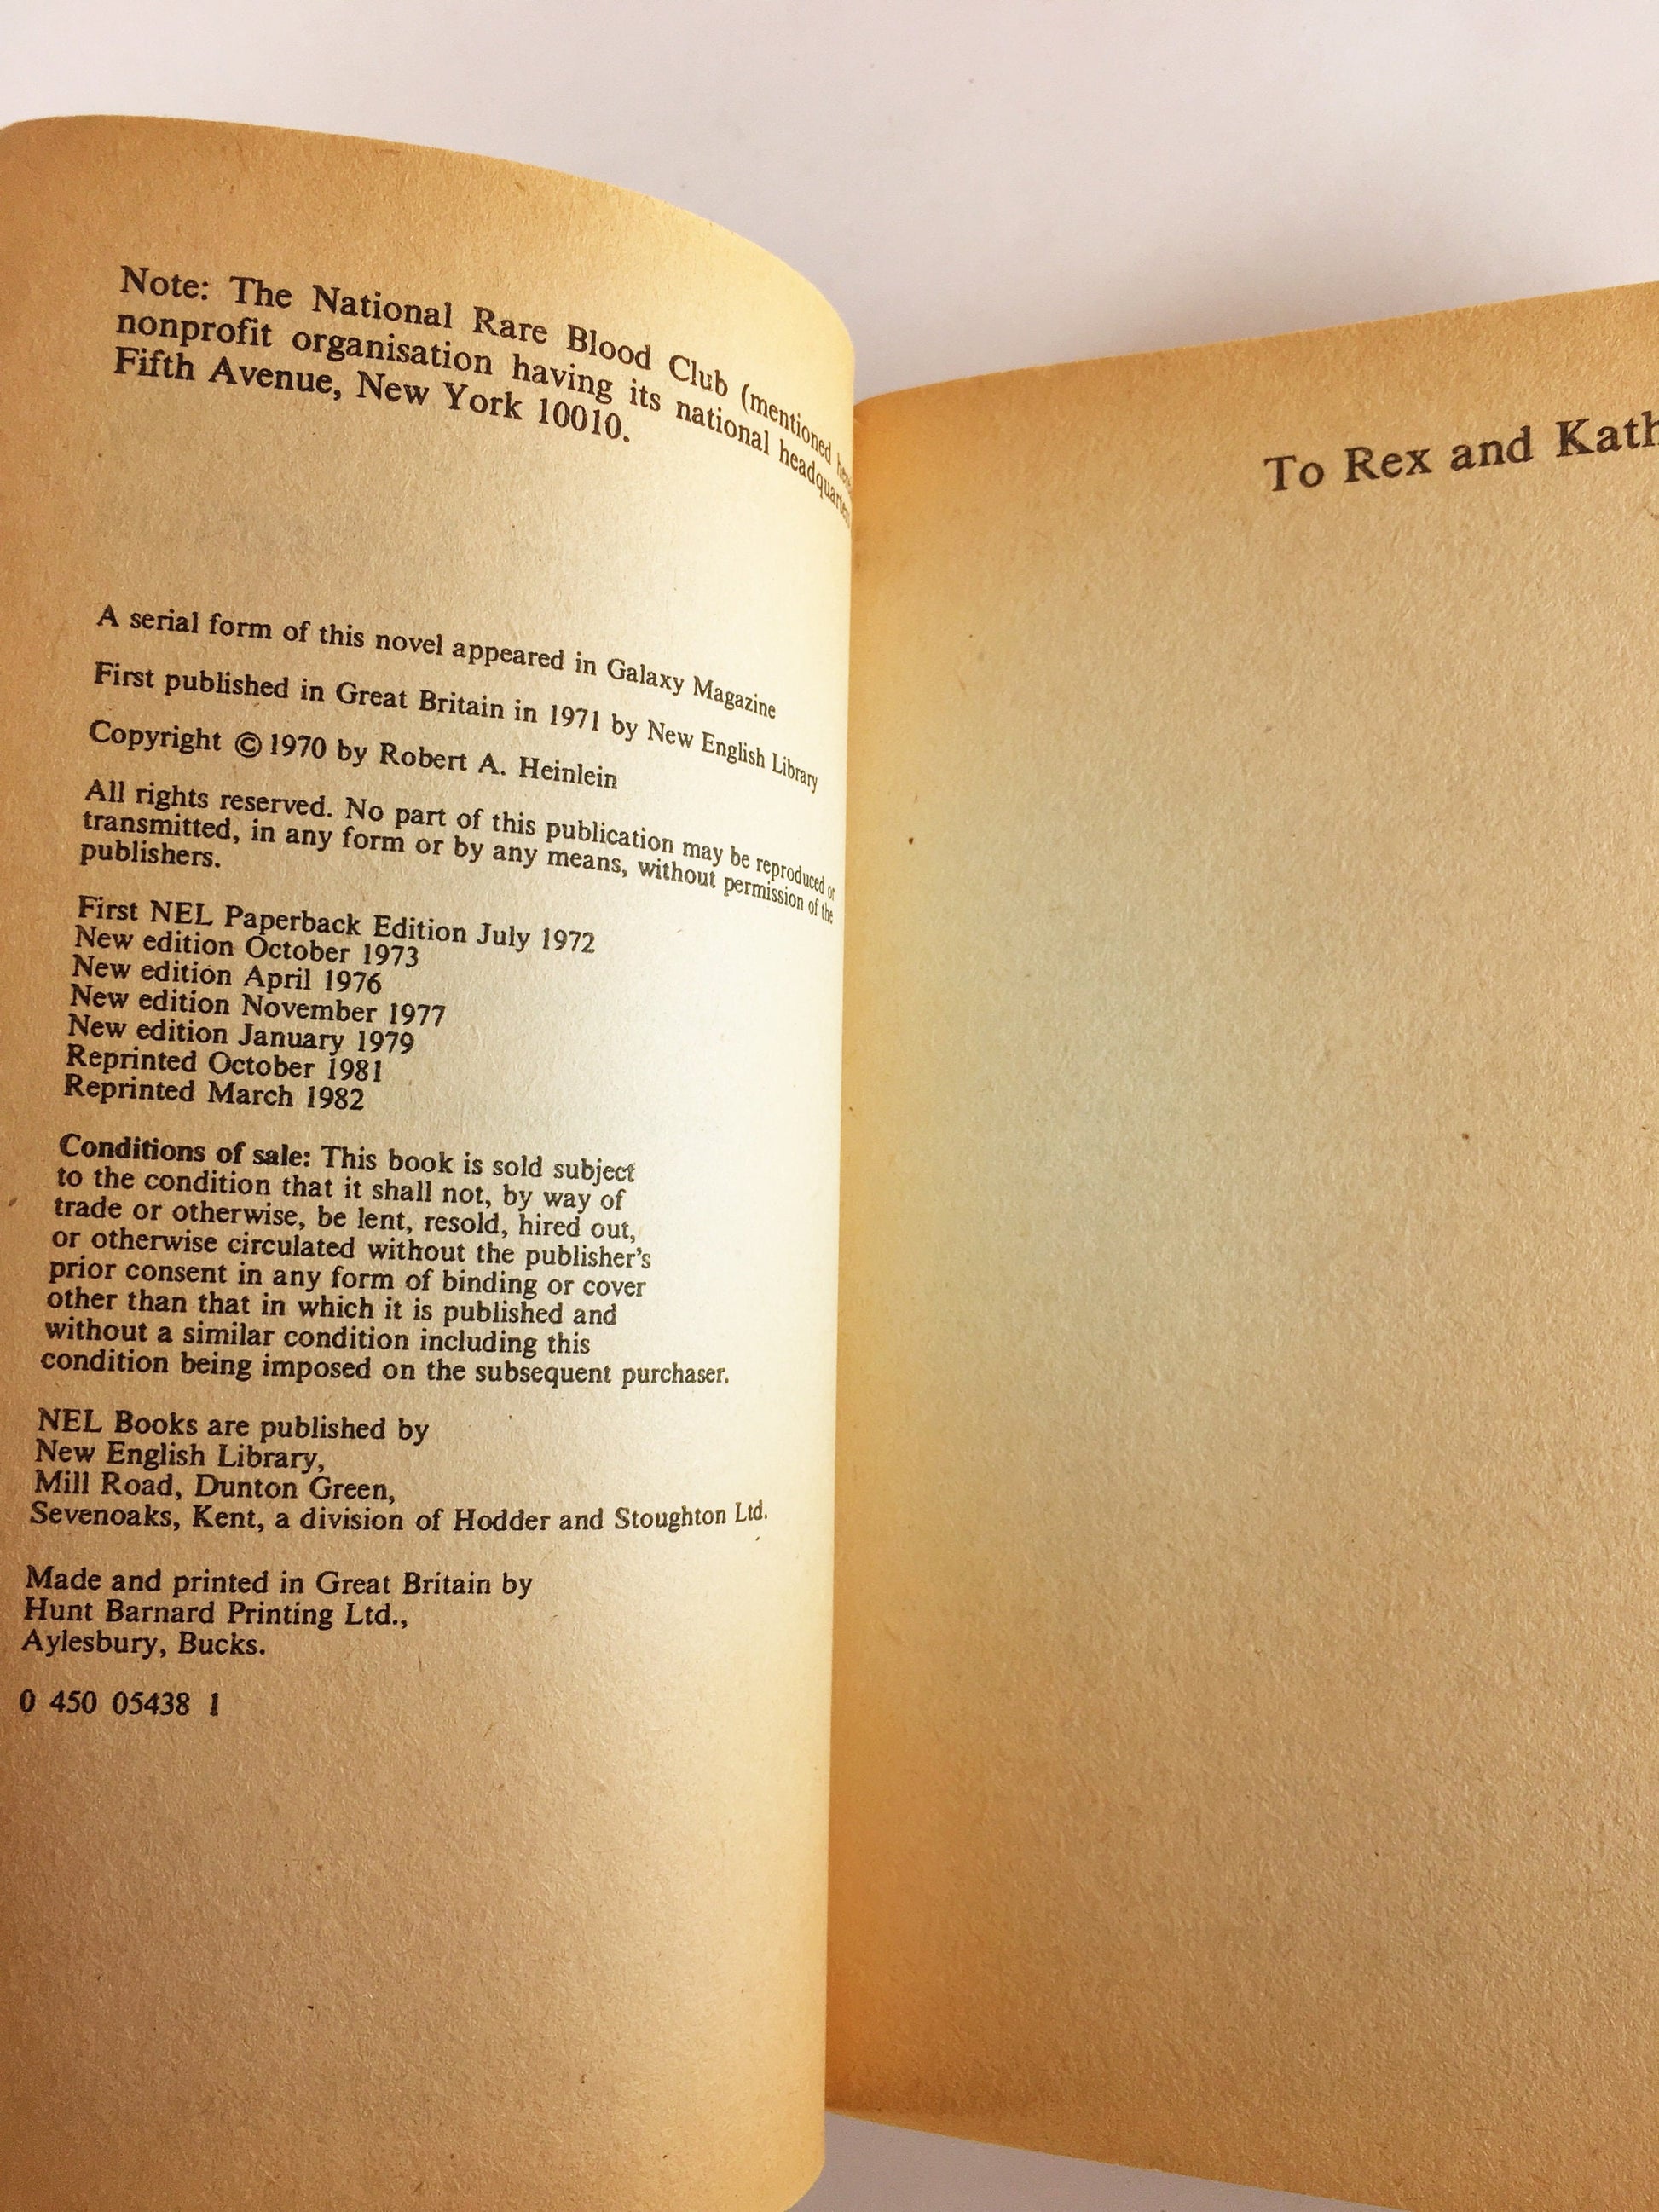 Note: The National Rare Blood Club (mentioned
nonprofit organisation having its national headquarters
Fifth Avenue, New York 10010.
A serial form of this novel appeared in Galaxy Magazine
First published in Great Britain in 1971 by New English Library
Copyright © 1970 by Robert A. Heinlein
All rights reserved. No part of this publication may be reproduced or
transmitted, in any form or by any means, without permission of the
publishers.
First NEL Paperback Edition July 1972
New edition October 1973
New edition April 1976
New edition November 1977
New edition January 1979
Reprinted October 1981
Reprinted March 1982
Conditions of sale: This book is sold subject
to the condition that it shall not, by way of
trade or otherwise, be lent, resold, hired out,
or otherwise circulated without the publisher's
prior consent in any form of binding or cover
other than that in which it is published and
without a similar condition including this
condition being imposed on the subsequent purchaser.
NEL Books are published by
New English Library,
Mill Road, Dunton Green,
Sevenoaks, Kent, a division of Hodder and Stoughton Ltd.
Made and printed in Great Britain by
Hunt Barnard Printing Ltd.,
Aylesbury, Bucks.
0 450 05438 1
To Rex and Kath